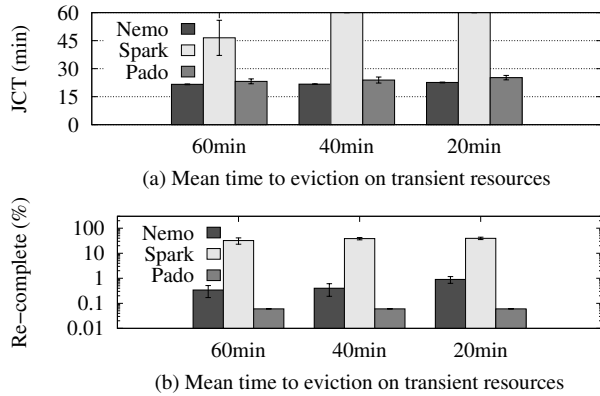 JCT (min)
60
45
30
15
0
Nemo
Spark
Pado
60min 40min 20min
(a) Mean time to eviction on transient resources
Re−complete (%)
100
10
1
0.1
0.01
Nemo
Spark
Pado
60min 40min 20min
(b) Mean time to eviction on transient resources